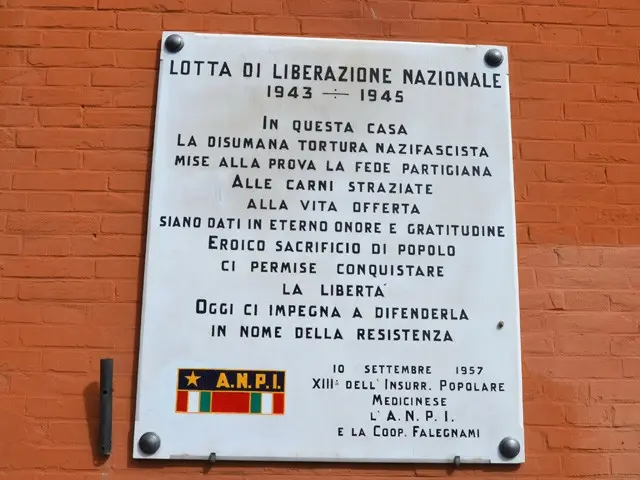 LOTTA DI LIBERAZIONE NAZIONALE
1943 ÷ 1945
IN QUESTA CASA
LA DISUMANA TORTURA NAZIFASCISTA
MISE ALLA PROVA LA FEDE PARTIGIANA
ALLE CARNI STRAZIATE
ALLA VITA OFFERTA
SIANO DATI IN ETERNO ONORE E GRATITUDINE
EROICO SACRIFICIO DI POPOLO
CI PERMISE CONQUISTARE
LA LIBERTA'
OGGI CI IMPEGNA A DIFENDERLA
IN NOME DELLA RESISTENZA
A.N.P.I.
10 SETTEMBRE 1957
XIIIª DELL'INSURR. POPOLARE
MEDICINESE
L'A.N.P.I.
E LA COOP. FALEGNAMI